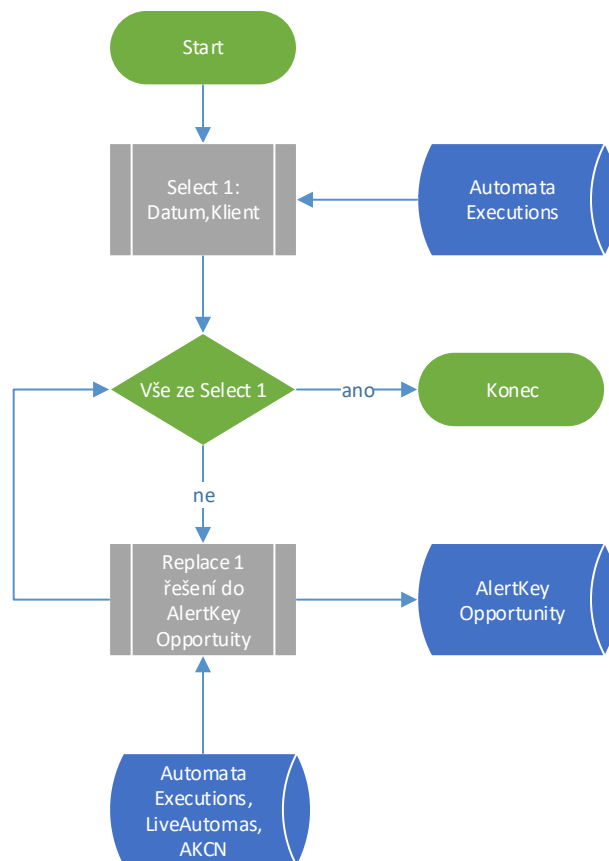 Start
Select 1:
Datum,Klient
Automata
Executions
Vše ze Select 1
ano
Konec
ne
Replace 1
řešení do
AlertKey
Opportuity
AlertKey
Opportunity
Automata
Executions,
LiveAutomas,
AKCN